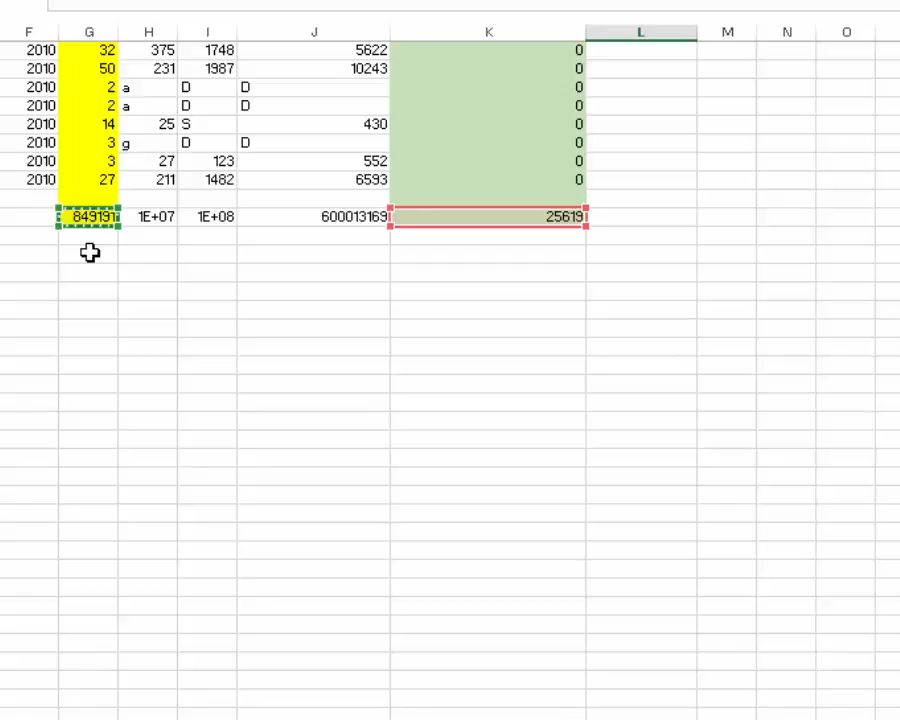 F G H I J K L M N O
2010 32 375 1748 5622 0
2010 50 231 1987 10243 0
2010 2 a D D 0
2010 2 a D D 0
2010 14 25 S 430 0
2010 3 g D D 0
2010 3 27 123 552 0
2010 27 211 1482 6593 0
849191 1E+07 1E+08 600013169 25619